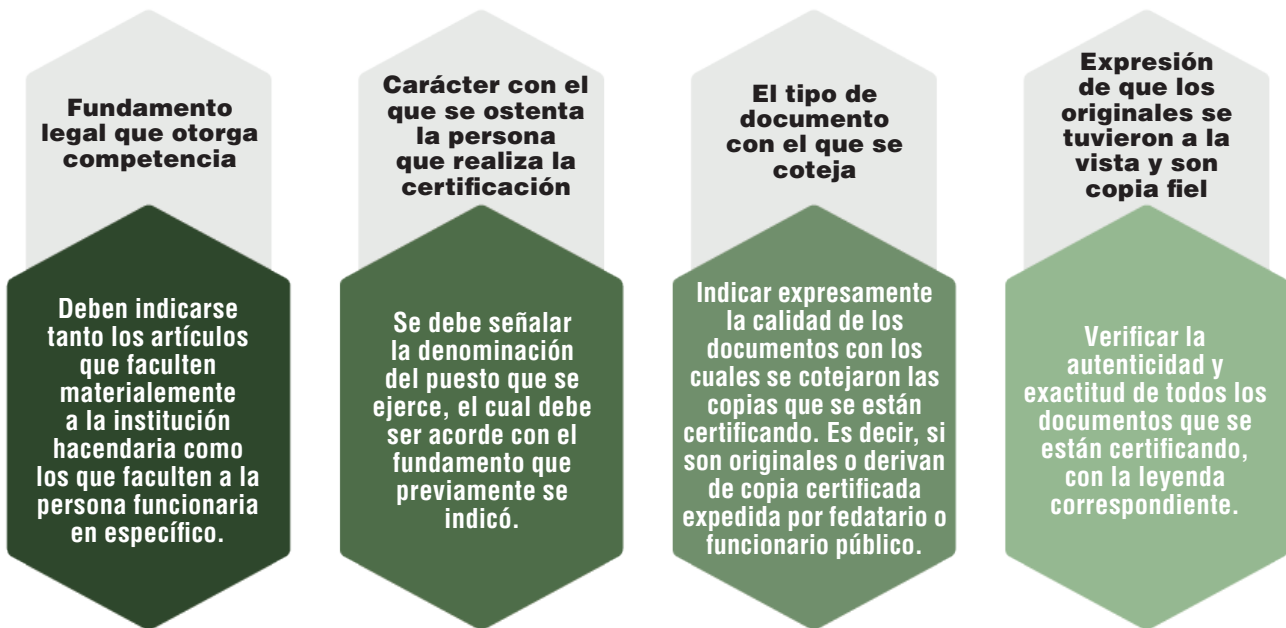 Fundamento
legal que otorga
competencia
Deben indicarse
tanto los artículos
que faculten
materialemente
a la institución
hacendaria como
los que faculten a la
persona funcionaria
en específico.
Carácter con el
que se ostenta
la persona
que realiza la
certificación
Se debe señalar
la denominación
del puesto que se
ejerce, el cual debe
ser acorde con el
fundamento que
previamente se
indicó.
El tipo de
documento
con el que se
coteja
Indicar expresamente
la calidad de los
documentos con los
cuales se cotejaron las
copias que se están
certificando. Es decir, si
son originales o derivan
de copia certificada
expedida por fedatario o
funcionario público.
Expresión
de que los
originales se
tuvieron a la
vista y son
copia fiel
Verificar la
autenticidad y
exactitud de todos los
documentos que se
están certificando,
con la leyenda
correspondiente.